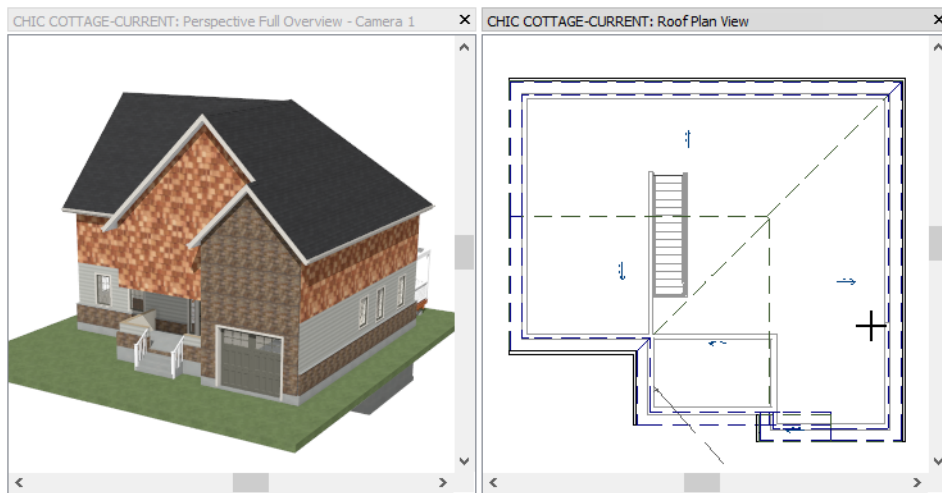 CHIC COTTAGE-CURRENT: Perspective Full Overview - Camera 1
CHIC COTTAGE-CURRENT: Roof Plan View